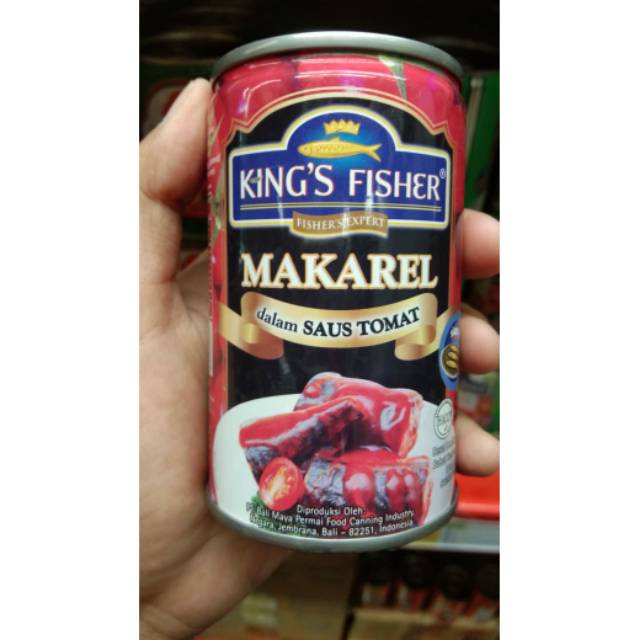 KING'S FISHER®
FISHER'S EXPERT
MAKAREL
dalam SAUS TOMAT
Diproduksi Oleh:
Bali Maya Permai Food Canning Industry,
Negara, Jembrana, Bali - 82251, Indonesia